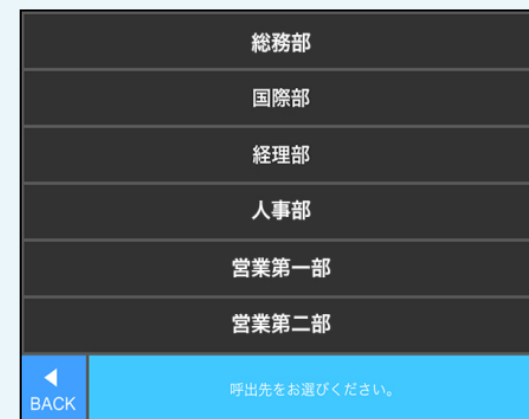 総務部
国際部
経理部
人事部
営業第一部
営業第二部
BACK
呼出先をお選びください。